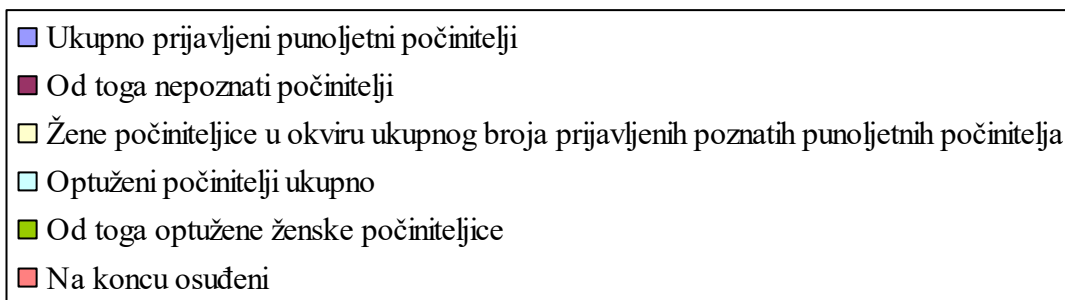 Ukupno prijavljeni punoljetni počinitelji
Od toga nepoznati počinitelji
Žene počiniteljice u okviru ukupnog broja prijavljenih poznatih punoljetnih počinitelja
Optuženi počinitelji ukupno
Od toga optužene ženske počiniteljice
Na koncu osuđeni